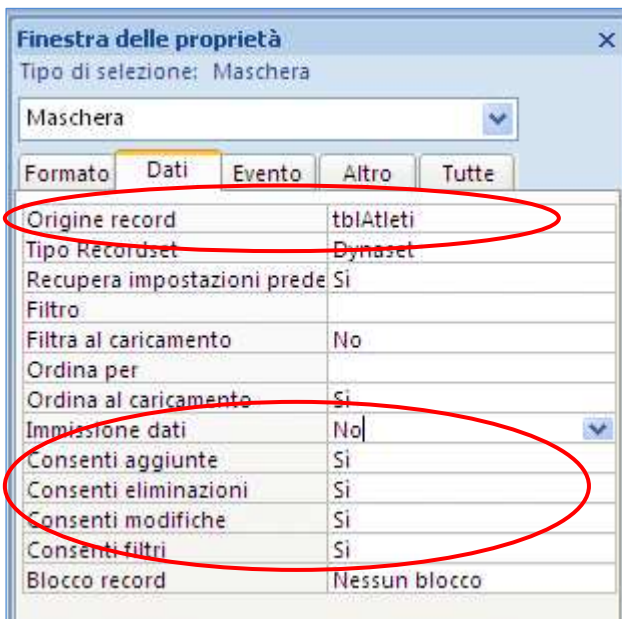 Finestra delle proprietà
Tipo di selezione: Maschera
Maschera
Formato Dati Evento Altro Tutte
Origine record tblAtleti
Tipo Recordset Dynaset
Recupera impostazioni prede Sì
Filtro
Filtra al caricamento No
Ordina per
Ordina al caricamento Sì
Immissione dati No
Consenti aggiunte Sì
Consenti eliminazioni Sì
Consenti modifiche Sì
Consenti filtri Sì
Blocco record Nessun blocco